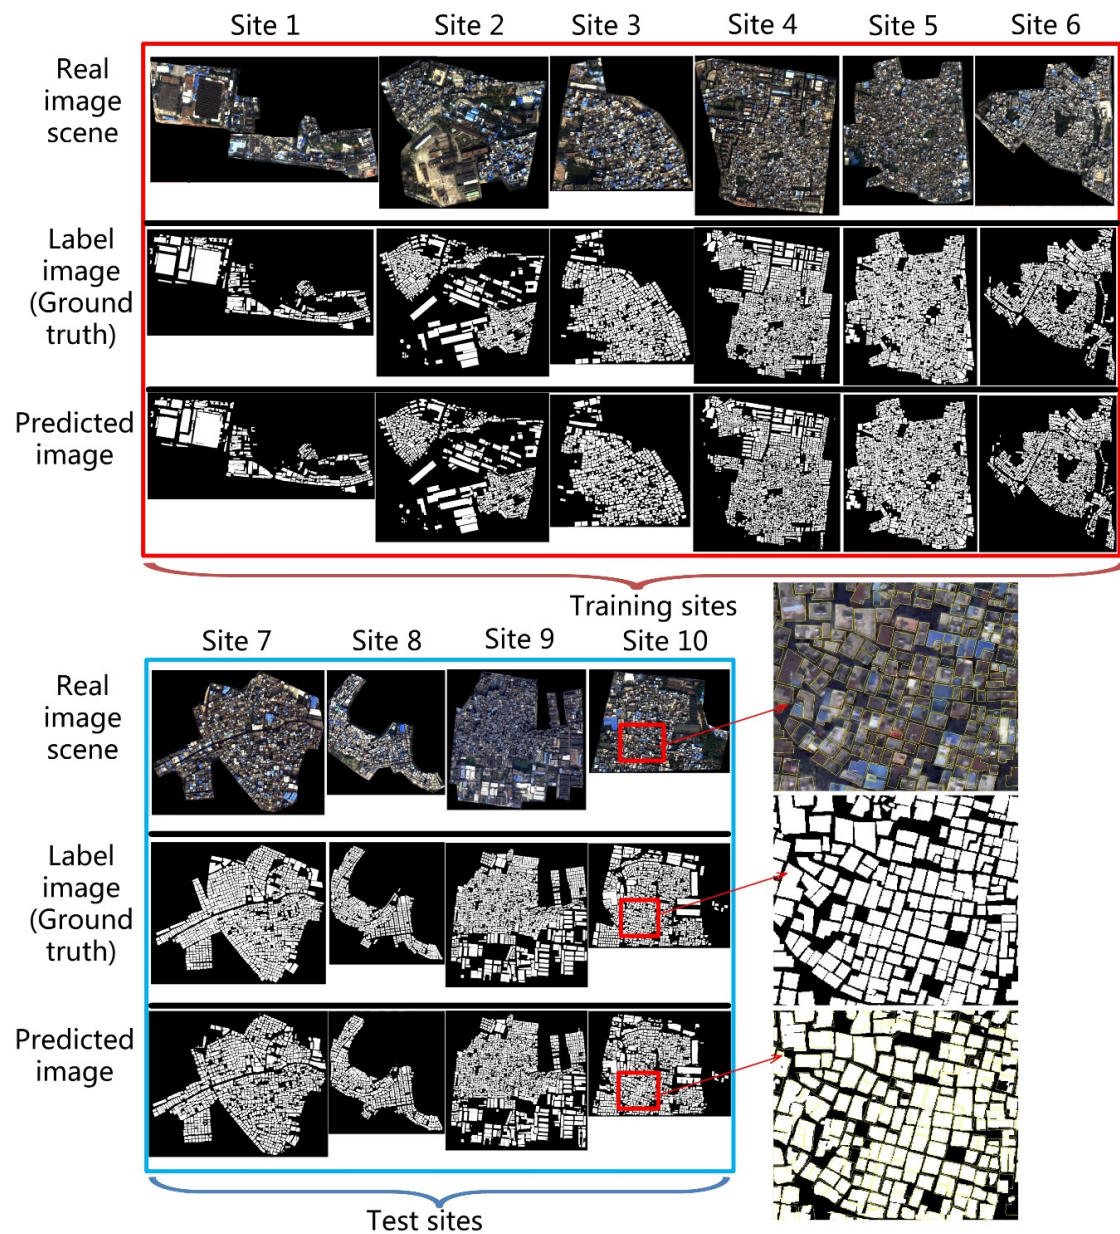 Site 1
Site 2
Site 3
Site 4
Site 5
Site 6
Real
image
scene
Label
image
(Ground
truth)
Predicted
image
Training sites
Site 7
Site 8
Site 9
Site 10
Real
image
scene
Label
image
(Ground
truth)
Predicted
image
Test sites